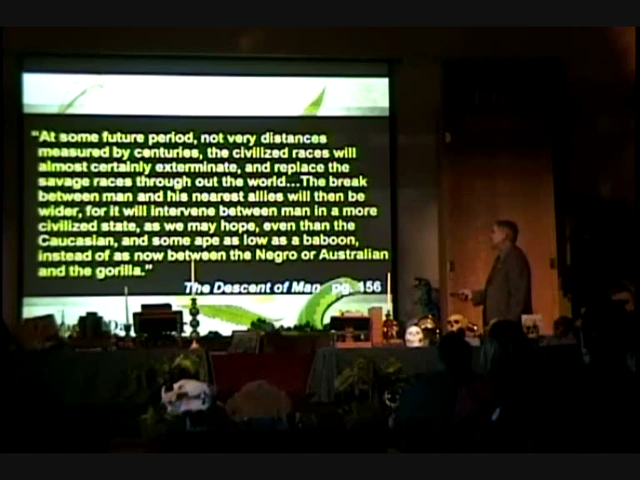 "At some future period, not very distances
measured by centuries, the civilized races will
almost certainly exterminate, and replace the
savage races through out the world...The break
between man and his nearest allies will then be
wider, for it will intervene between man in a more
civilized state, as we may hope, even than the
Caucasian, and some ape as low as a baboon,
instead of as now between the Negro or Australian
and the gorilla."
The Descent of Man pg. 156